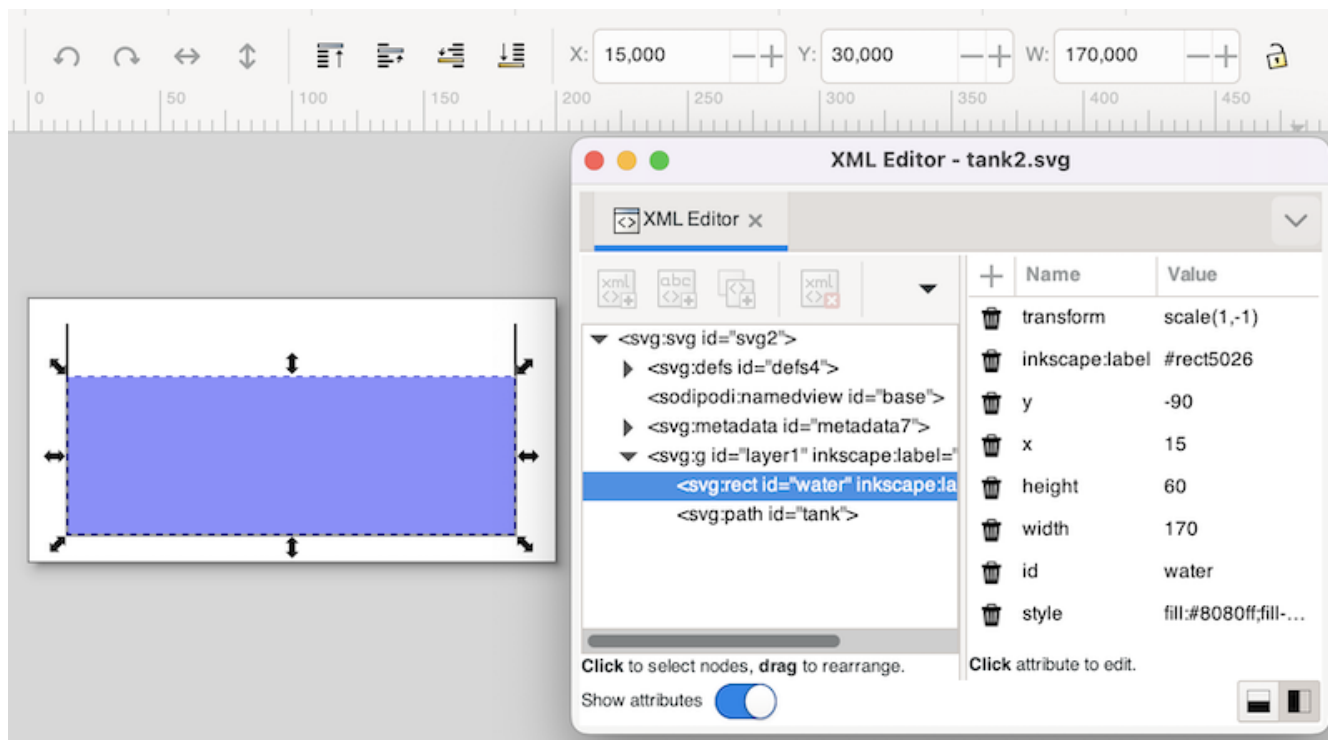 X: 15,000 Y: 30,000 W: 170,000
0 50 100 150 200 250 300 350 400 450
XML Editor - tank2.svg
XML Editor
xml abc xml
Name Value
<svg:svg id="svg2">
<svg:defs id="defs4">
<sodipodi:namedview id="base">
<svg:metadata id="metadata7">
<svg:g id="layer1" inkscape:label="
<svg:rect id="water" inkscape:la
<svg:path id="tank">
transform scale(1,-1)
inkscape:label #rect5026
y -90
x 15
height 60
width 170
id water
style fill:#8080ff;fill-...
Click to select nodes, drag to rearrange.
Click attribute to edit.
Show attributes